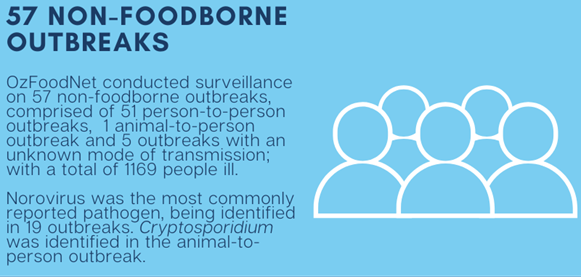 57 NON-FOODBORNE
OUTBREAKS
OzFoodNet conducted surveillance
on 57 non-foodborne outbreaks,
comprised of 51 person-to-person
outbreaks, 1 animal-to-person
outbreak and 5 outbreaks with an
unknown mode of transmission;
with a total of 1169 people ill.
Norovirus was the most commonly
reported pathogen, being identified
in 19 outbreaks. Cryptosporidium
was identified in the animal-to-
person outbreak.